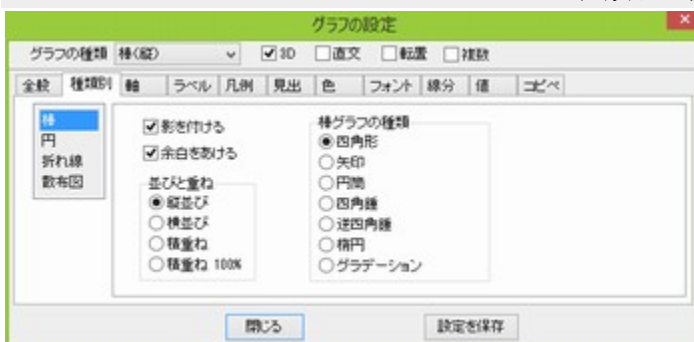 グラフの設定
グラフの種類 棒(縦) 3D 直交 転置 複数
全般 種類別 軸 ラベル 凡例 見出 色 フォント 線分 値 コピペ
棒
円
折れ線
散布図
影を付ける
余白をあける
並びと重ね
縦並び
横並び
積重ね
積重ね 100%
棒グラフの種類
四角形
矢印
円筒
四角錘
逆四角錘
楕円
グラデーション
閉じる 設定を保存